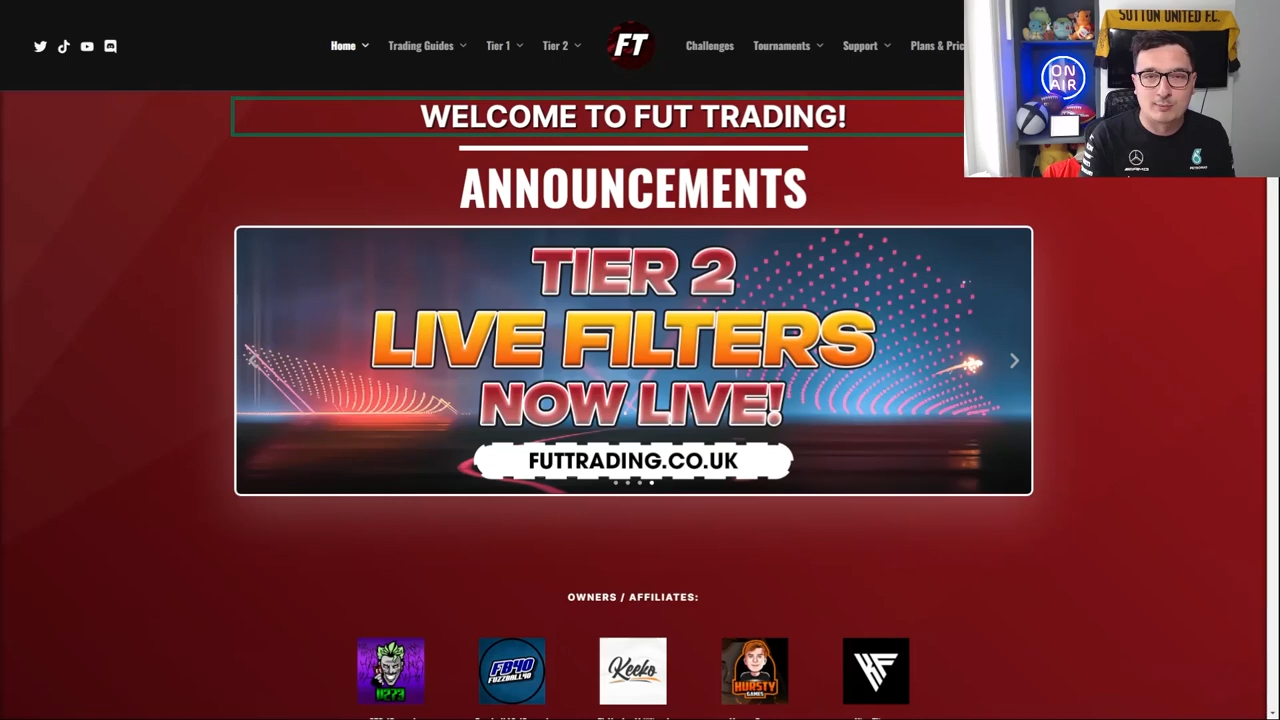 Home
Trading Guides
Tier 1
Tier 2
FT
Challenges
Tournaments
Support
Plans &
SUTTON UNITED F.C.
ON
AIR
WELCOME TO FUT TRADING!
ANNOUNCEMENTS
TIER 2
LIVE FILTERS
NOW LIVE!
FUTTRADING.CO.UK
OWNERS / AFFILIATES:
FB40
FUZZBALL40
Keeko
HURSTY
GAMES